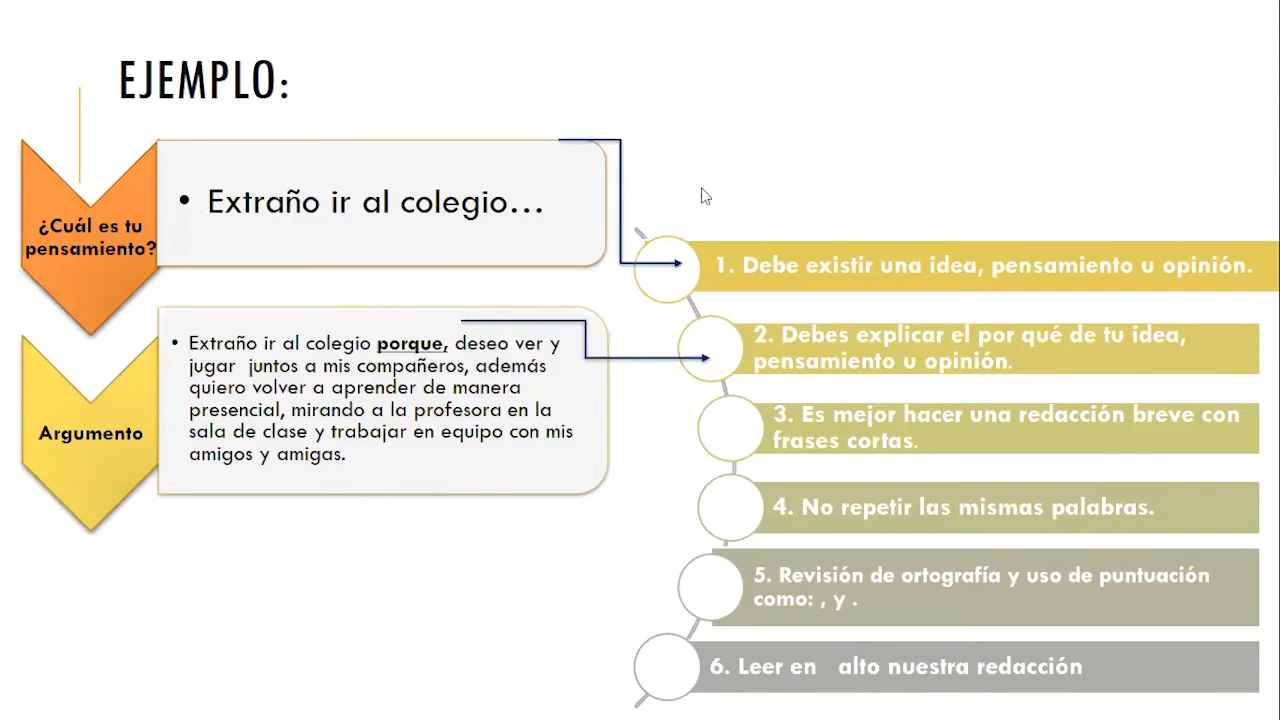 EJEMPLO:
¿Cuál es tu
pensamiento?
• Extraño ir al colegio…
Argumento
• Extraño ir al colegio porque, deseo ver y
jugar juntos a mis compañeros, además
quiero volver a aprender de manera
presencial, mirando a la profesora en la
sala de clase y trabajar en equipo con mis
amigos y amigas.
1. Debe existir una idea, pensamiento u opinión.
2. Debes explicar el por qué de tu idea,
pensamiento u opinión.
3. Es mejor hacer una redacción breve con
frases cortas.
4. No repetir las mismas palabras.
5. Revisión de ortografía y uso de puntuación
como: , y .
6. Leer en alto nuestra redacción